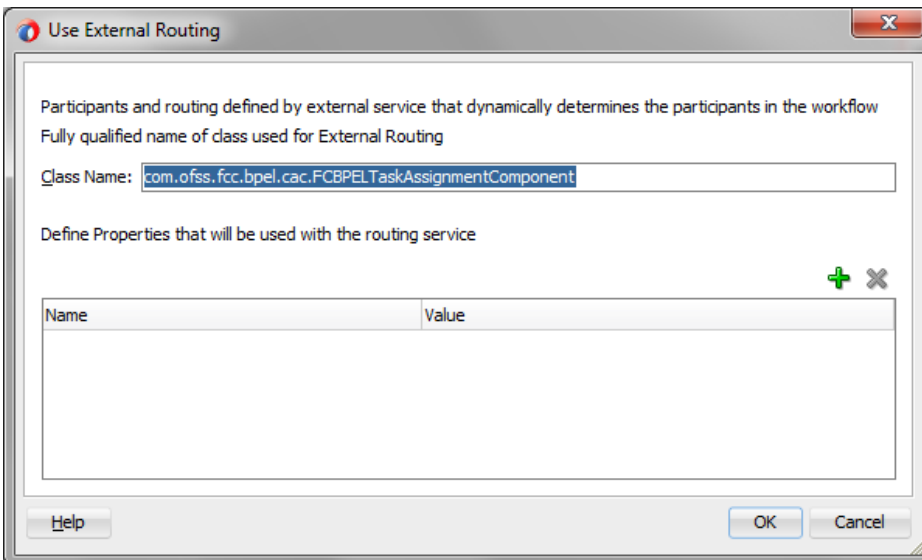 Use External Routing
Participants and routing defined by external service that dynamically determines the participants in the workflow
Fully qualified name of class used for External Routing
Class Name: com.ofss.fcc.bpel.cac.FCBPELTaskAssignmentComponent
Define Properties that will be used with the routing service
Name Value
Help OK Cancel